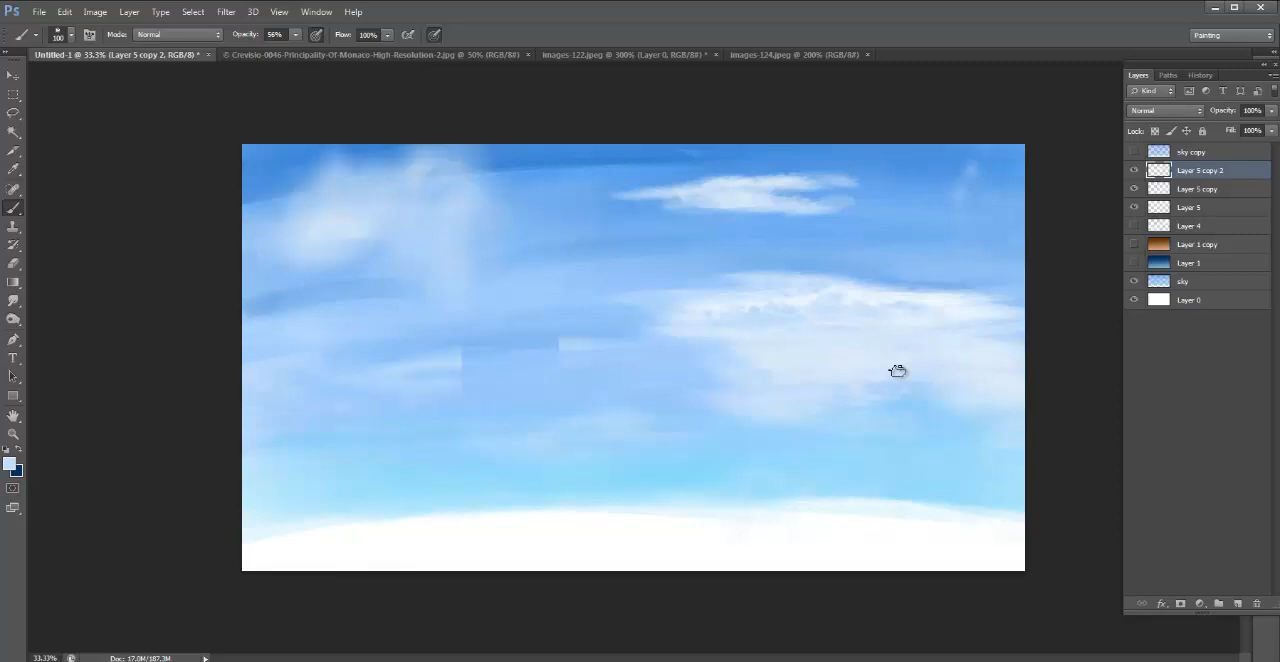 Ps File Edit Image Layer Type Select Filter 3D View Window Help
100 Mode: Normal Opacity: 56% Flow: 100% Painting
Untitled-1 @ 33.3% (Layer 5 copy 2, RGB/8) * × © Crevisio-0046-Principality-Of-Monaco-High-Resolution-2.jpg @ 50% (RGB/8#) × images-122.jpeg @ 300% (Layer 0, RGB/8#) * × images-124.jpeg @ 200% (RGB/8#) ×
Layers Paths History
Kind
Normal Opacity: 100%
Lock: Fill: 100%
sky copy
Layer 5 copy 2
Layer 5 copy
Layer 5
Layer 4
Layer 1 copy
Layer 1
sky
Layer 0
fx
33.33% Doc: 17.0M/187.3M